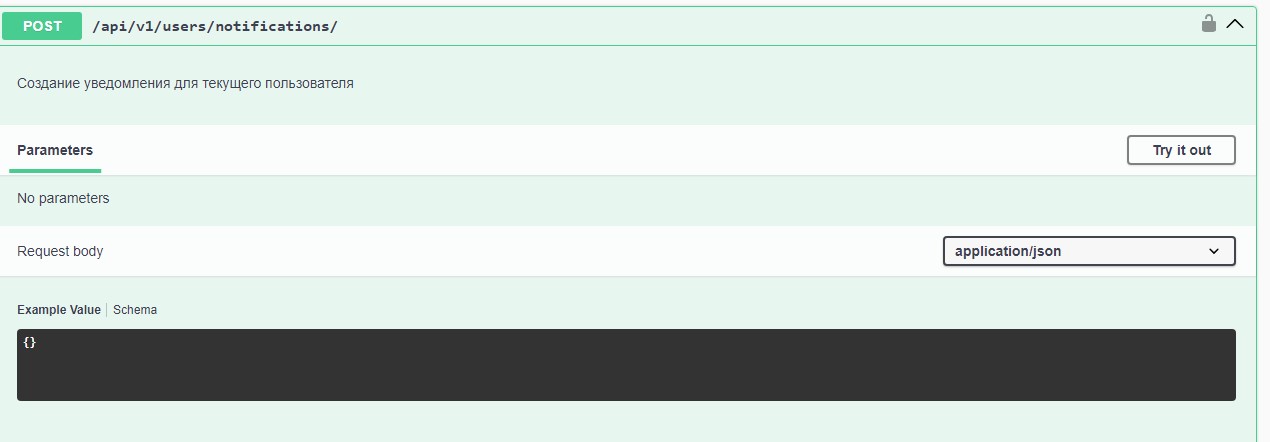 POST /api/v1/users/notifications/
Создание уведомления для текущего пользователя
Parameters Try it out
No parameters
Request body application/json
Example Value Schema
{}